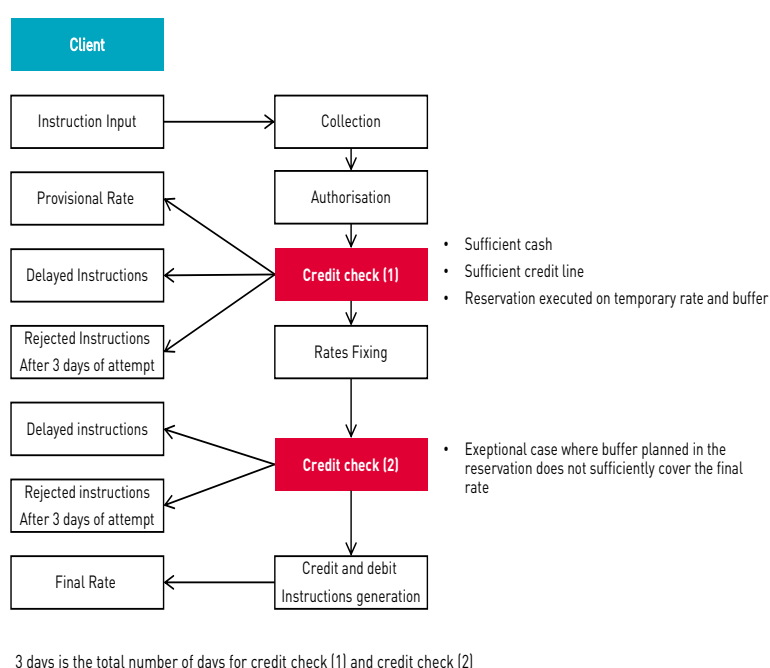 Client
Instruction Input
Collection
Provisional Rate
Authorisation
Delayed Instructions
Credit check (1)
• Sufficient cash
• Sufficient credit line
• Reservation executed on temporary rate and buffer
Rejected Instructions
After 3 days of attempt
Rates Fixing
Delayed instructions
Credit check (2)
• Exeptional case where buffer planned in the
reservation does not sufficiently cover the final
rate
Rejected instructions
After 3 days of attempt
Final Rate
Credit and debit
Instructions generation
3 days is the total number of days for credit check (1) and credit check (2)